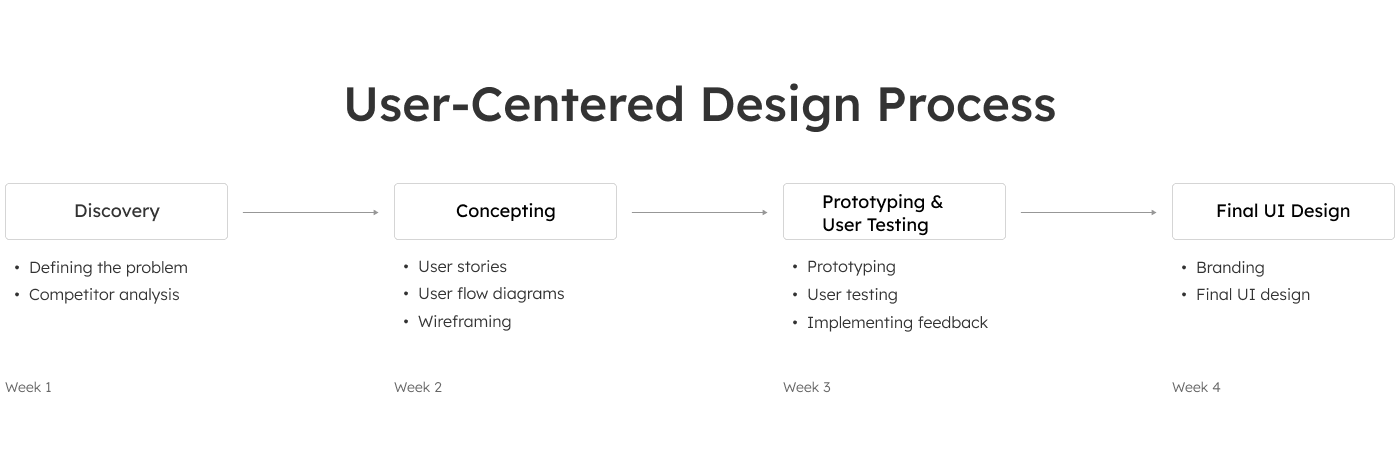 User-Centered Design Process
Discovery
• Defining the problem
• Competitor analysis
Week 1
Concepting
• User stories
• User flow diagrams
• Wireframing
Week 2
Prototyping &
User Testing
• Prototyping
• User testing
• Implementing feedback
Week 3
Final UI Design
• Branding
• Final UI design
Week 4